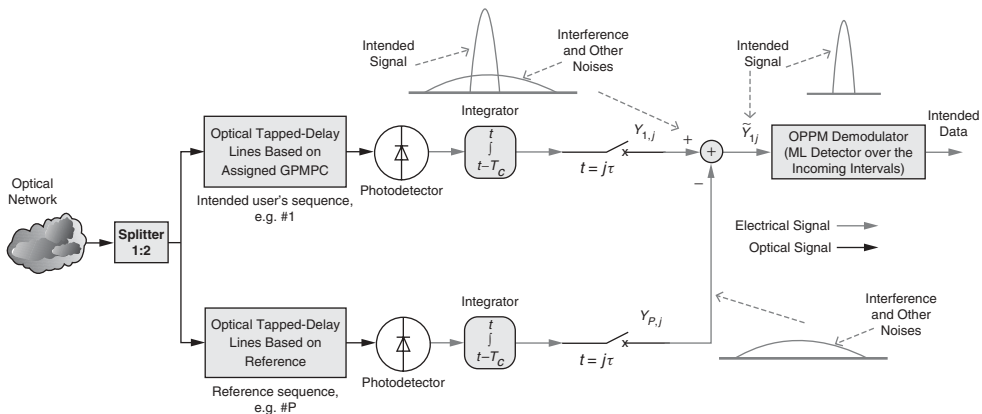 Intended
Signal
Interference
and Other
Noises
Intended
Signal
Integrator
Optical Tapped-Delay
Lines Based on
Assigned GPMPC
Photodetector
t
∫
t–Tc
Y1,j
t = jτ
+
+
–
Ỹ1j
OPPM Demodulator
(ML Detector over the
Incoming Intervals)
Intended
Data
Intended user's sequence,
e.g. #1
Optical
Network
Splitter
1:2
Electrical Signal
Optical Signal
Optical Tapped-Delay
Lines Based on
Reference
Photodetector
Integrator
t
∫
t–Tc
YP,j
t = jτ
Interference
and Other
Noises
Reference sequence,
e.g. #P